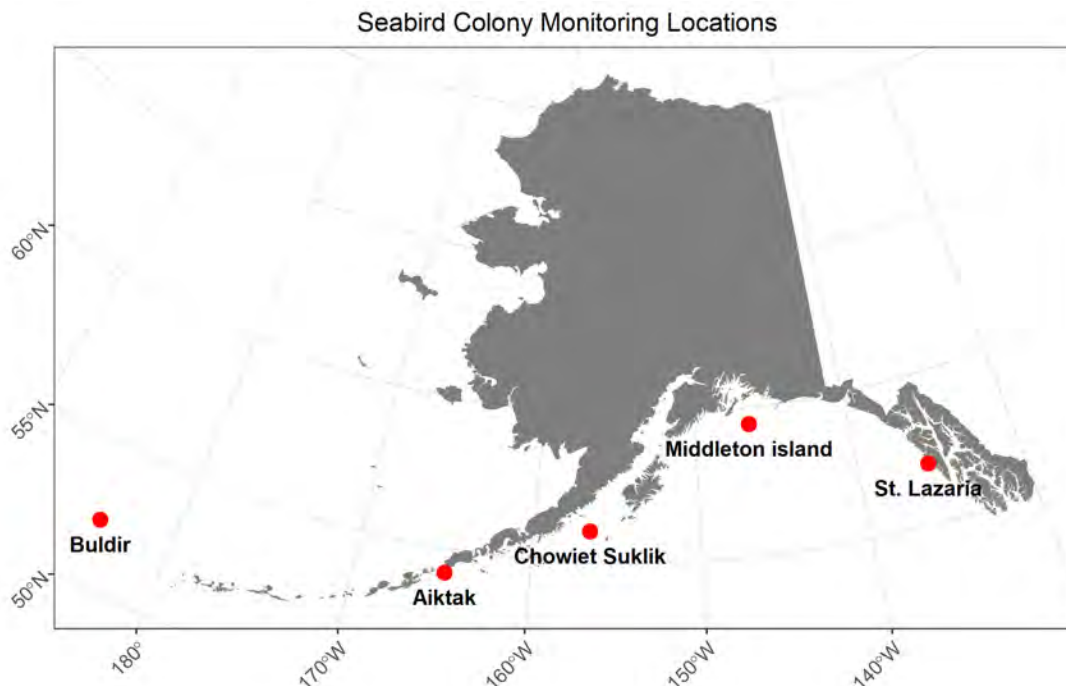 Seabird Colony Monitoring Locations
60°N
55°N
50°N
Middleton island
St. Lazaria
Buldir
Chowiet Suklik
Aiktak
180°
170°W
160°W
150°W
140°W